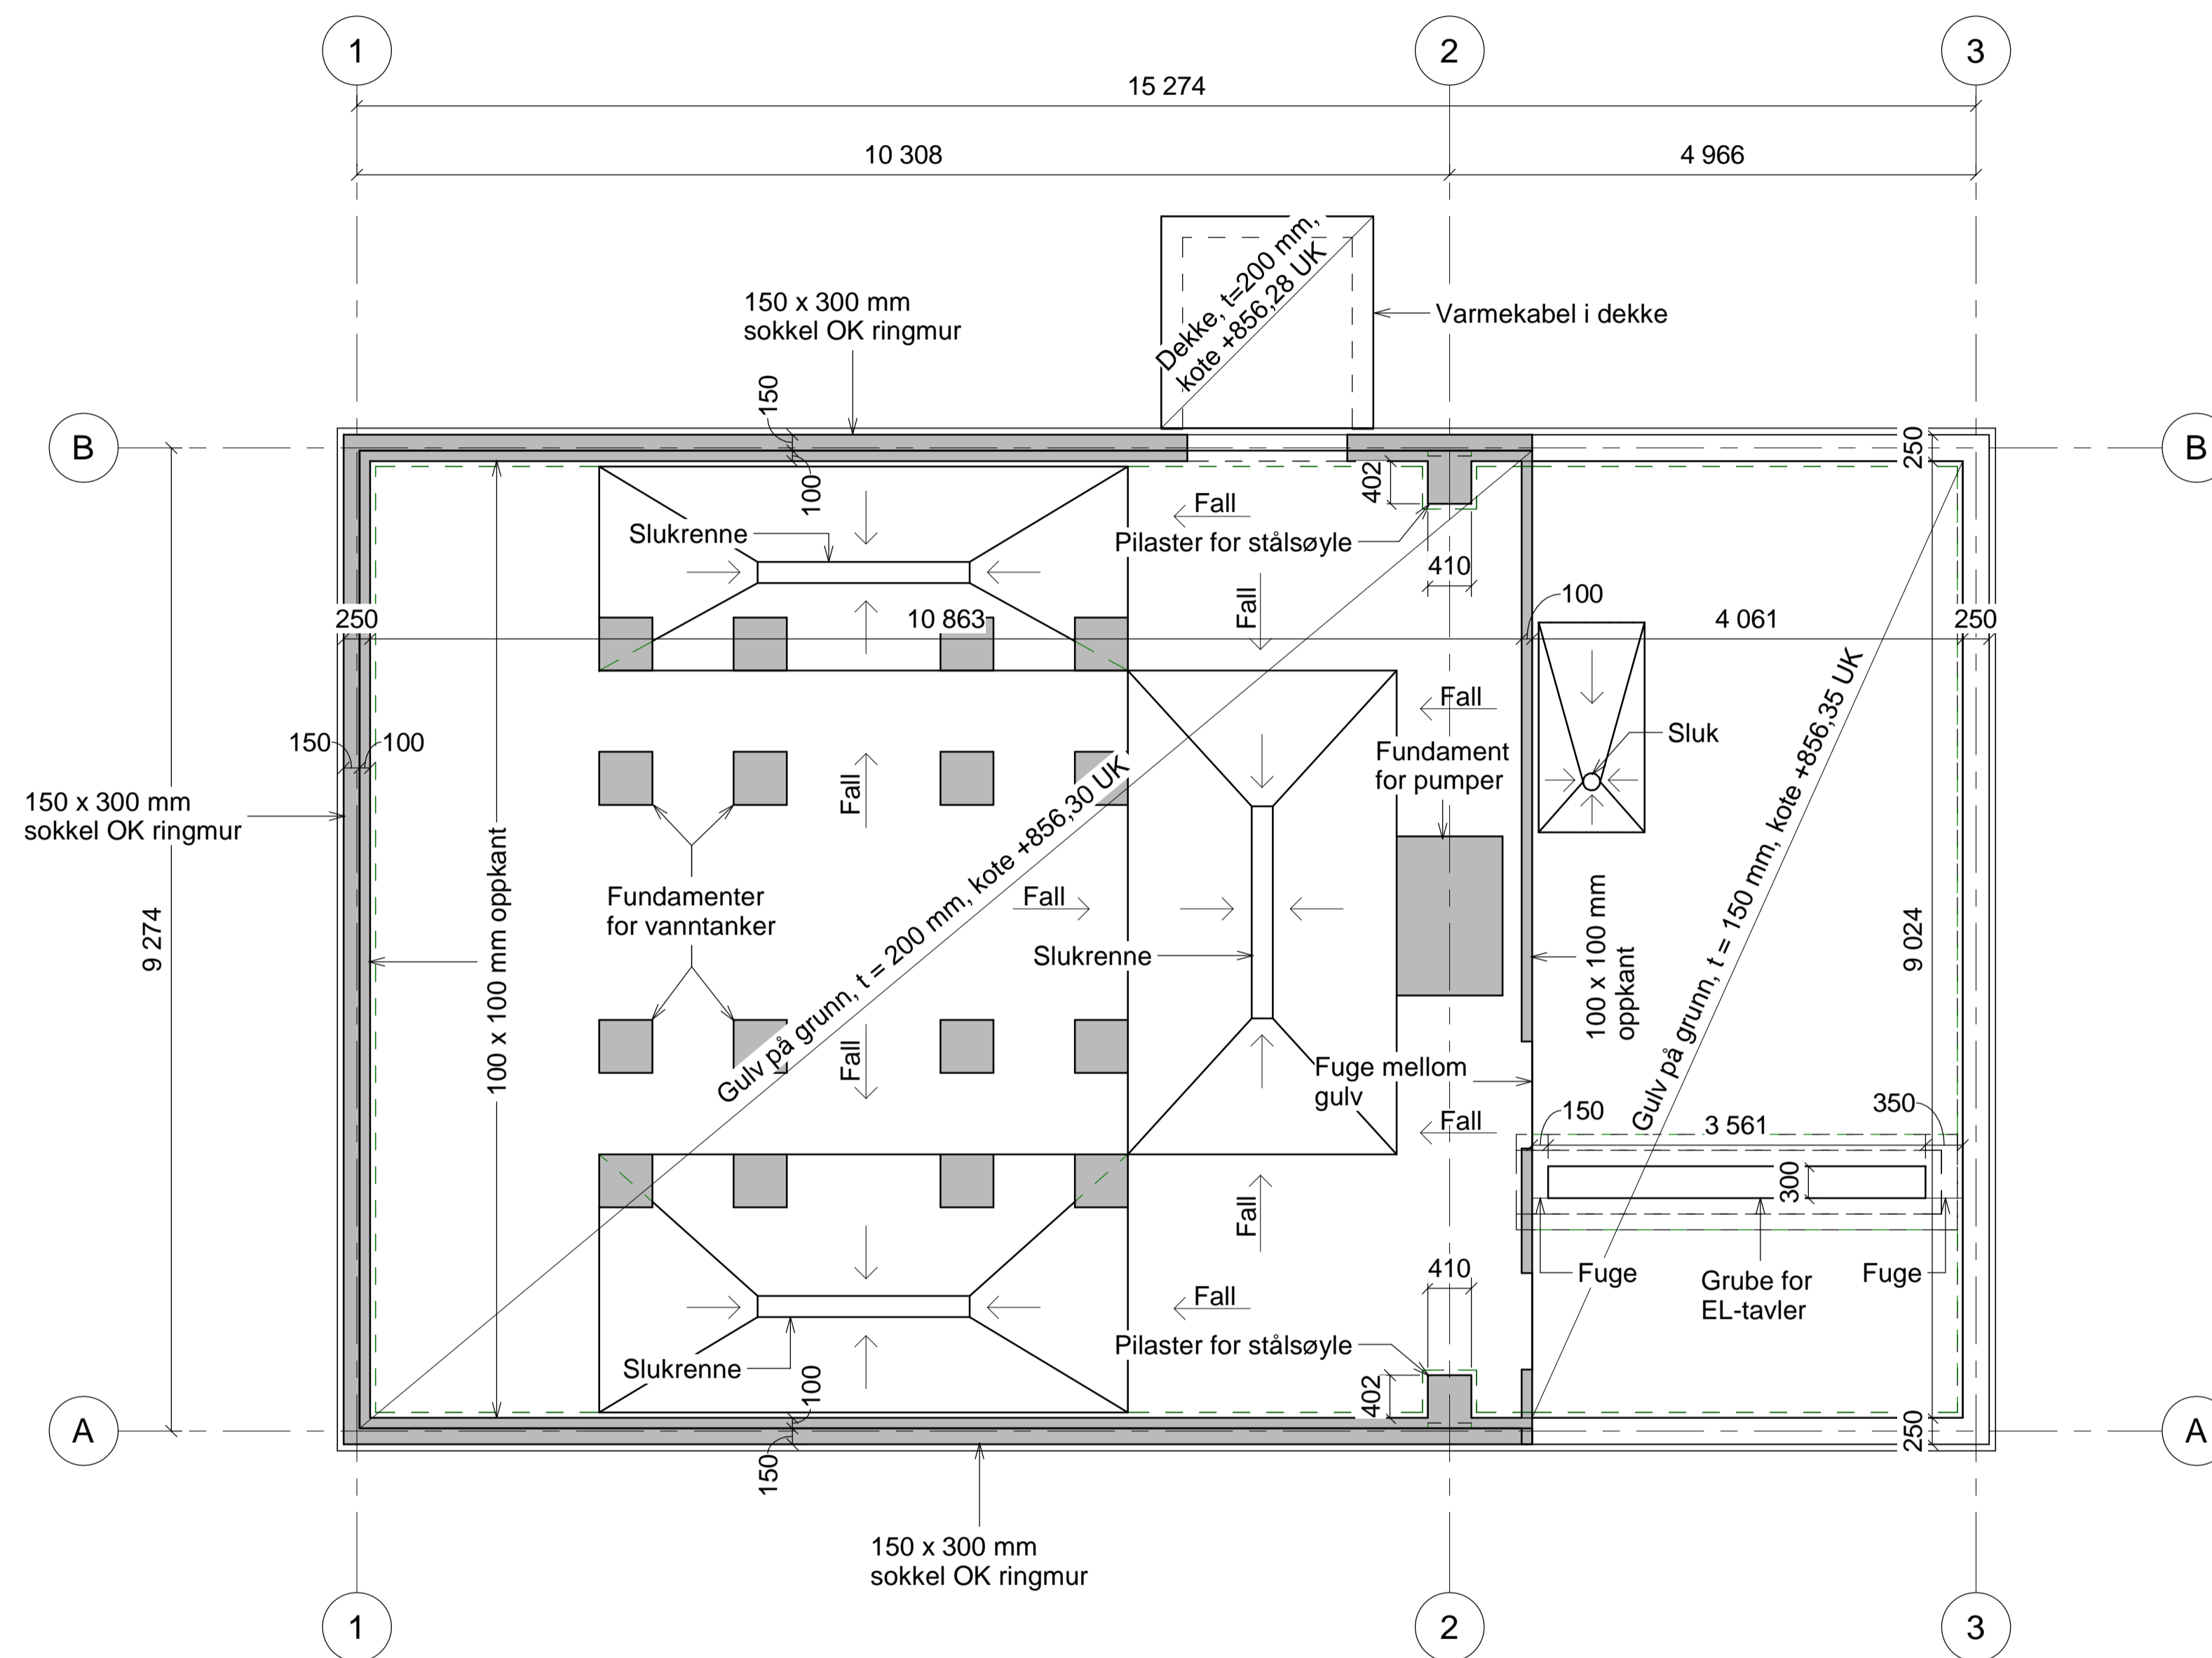 1
2
3
15 274
10 308
4 966
Dekke, t=200 mm,
kote +856,28 UK
150 x 300 mm
sokkel OK ringmur
Varmekabel i dekke
150
B
B
250
100
402
Fall
Slukrenne
Pilaster for stålsøyle
410
Fall
100
250
10 863
4 061
250
Fall
Sluk
150
100
Fundament
for pumper
150 x 300 mm
sokkel OK ringmur
Fall
Gulv på grunn, t = 200 mm, kote +856,30 UK
Gulv på grunn, t = 150 mm, kote +856,35 UK
100 x 100 mm oppkant
Fundamenter
for vanntanker
Fall
9 274
Slukrenne
100 x 100 mm
oppkant
9 024
Fall
Fuge mellom
gulv
Fall
150
3 561
350
300
Fall
Fuge
Grube for
EL-tavler
Fuge
410
Fall
Pilaster for stålsøyle
Slukrenne
100
402
A
A
250
150
150 x 300 mm
sokkel OK ringmur
1
2
3